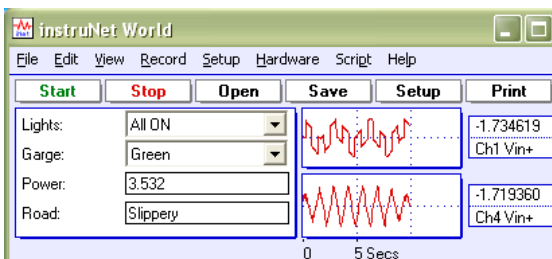 instruNet World
File Edit View Record Setup Hardware Script Help
Start Stop Open Save Setup Print
Lights: All ON
Garge: Green
Power: 3.532
Road: Slippery
-1.734619
Ch1 Vin+
-1.719360
Ch4 Vin+
0 5 Secs